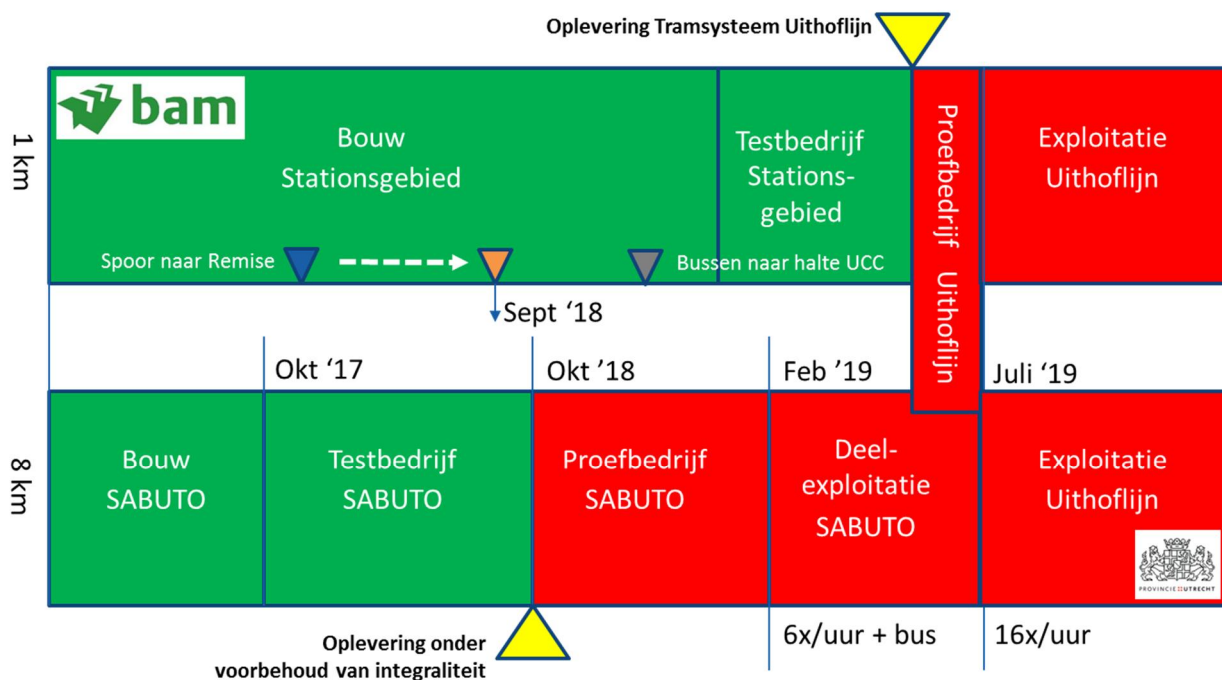 Oplevering Tramsysteem Uithoflijn
bam
1 km
Bouw
Stationsgebied
Testbedrijf
Stations-
gebied
Proefbedrijf Uithoflijn
Exploitatie
Uithoflijn
Spoor naar Remise
Bussen naar halte UCC
Sept ‘18
Okt ‘17
Okt ’18
Feb ’19
Juli ‘19
8 km
Bouw
SABUTO
Testbedrijf
SABUTO
Proefbedrijf
SABUTO
Deel-
exploitatie
SABUTO
Exploitatie
Uithoflijn
PROVINCIE UTRECHT
Oplevering onder
voorbehoud van integraliteit
6x/uur + bus
16x/uur